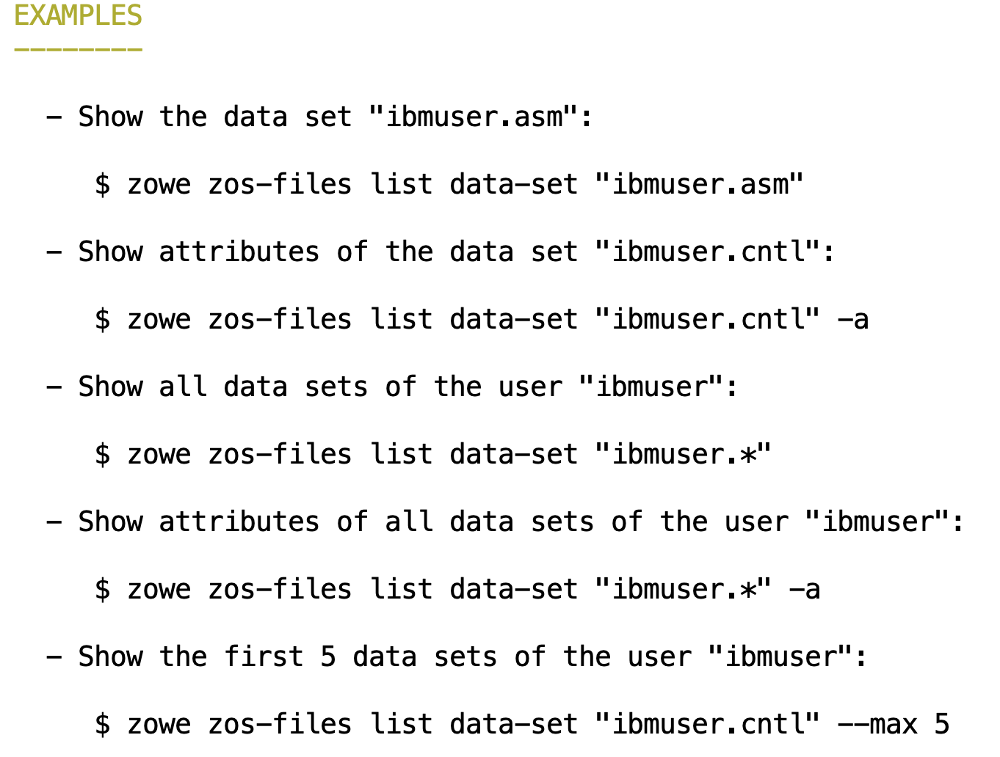 EXAMPLES
--------
- Show the data set "ibmuser.asm":
$ zowe zos-files list data-set "ibmuser.asm"
- Show attributes of the data set "ibmuser.cntl":
$ zowe zos-files list data-set "ibmuser.cntl" -a
- Show all data sets of the user "ibmuser":
$ zowe zos-files list data-set "ibmuser.*"
- Show attributes of all data sets of the user "ibmuser":
$ zowe zos-files list data-set "ibmuser.*" -a
- Show the first 5 data sets of the user "ibmuser":
$ zowe zos-files list data-set "ibmuser.cntl" --max 5